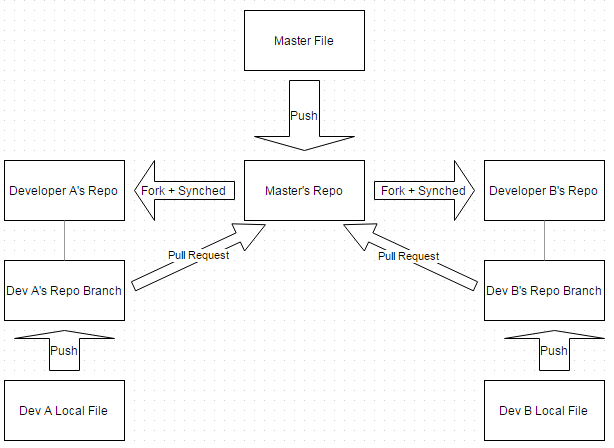 Master File
Push
Developer A's Repo
Fork + Synched
Master's Repo
Fork + Synched
Developer B's Repo
Pull Request
Pull Request
Dev A's Repo Branch
Dev B's Repo Branch
Push
Push
Dev A Local File
Dev B Local File